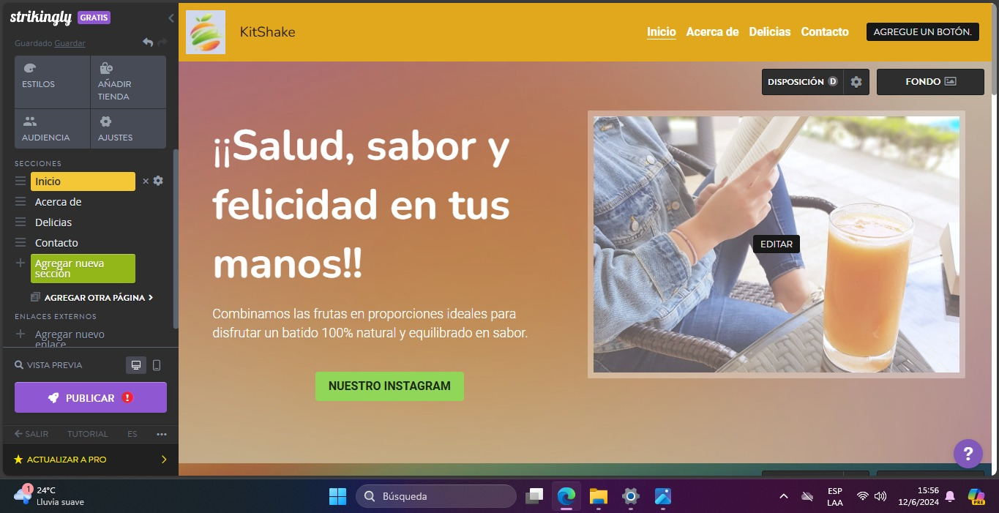 strikingly GRATIS
KitShake
Inicio Acerca de Delicias Contacto AGREGUE UN BOTÓN.
Guardado Guardar
ESTILOS
AÑADIR
TIENDA
AUDIENCIA
AJUSTES
SECCIONES
Inicio
Acerca de
Delicias
Contacto
Agregar nueva
sección
AGREGAR OTRA PÁGINA
ENLACES EXTERNOS
Agregar nuevo
enlace
VISTA PREVIA
PUBLICAR !
SALIR TUTORIAL ES
ACTUALIZAR A PRO
DISPOSICIÓN D
FONDO
¡¡Salud, sabor y
felicidad en tus
manos!!
Combinamos las frutas en proporciones ideales para
disfrutar un batido 100% natural y equilibrado en sabor.
NUESTRO INSTAGRAM
EDITAR
?
1
24°C
Lluvia suave
Búsqueda
ESP
LAA
15:56
12/6/2024
PRE